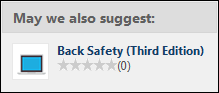 May we also suggest:
Back Safety (Third Edition)
(0)